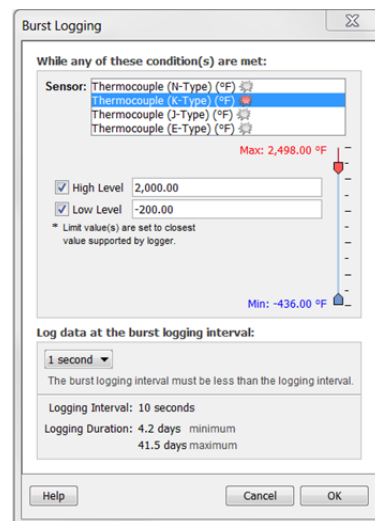 Burst Logging
While any of these condition(s) are met:
Sensor: Thermocouple (N-Type) (°F)
Thermocouple (K-Type) (°F)
Thermocouple (J-Type) (°F)
Thermocouple (E-Type) (°F)
Max: 2,498.00 °F
High Level 2,000.00
Low Level -200.00
* Limit value(s) are set to closest
value supported by logger.
Min: -436.00 °F
Log data at the burst logging interval:
1 second
The burst logging interval must be less than the logging interval.
Logging Interval: 10 seconds
Logging Duration: 4.2 days minimum
41.5 days maximum
Help Cancel OK